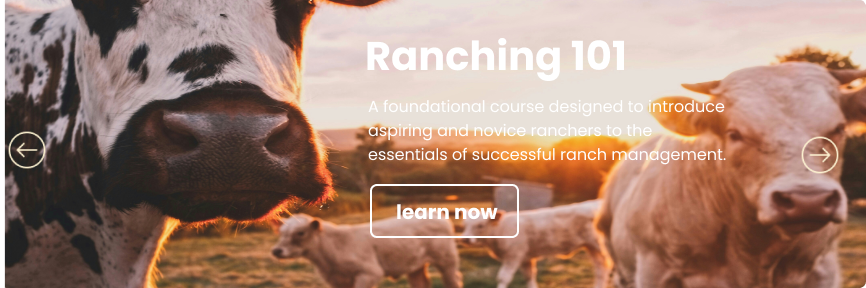 Ranching 101
A foundational course designed to introduce
aspiring and novice ranchers to the
essentials of successful ranch management.
learn now